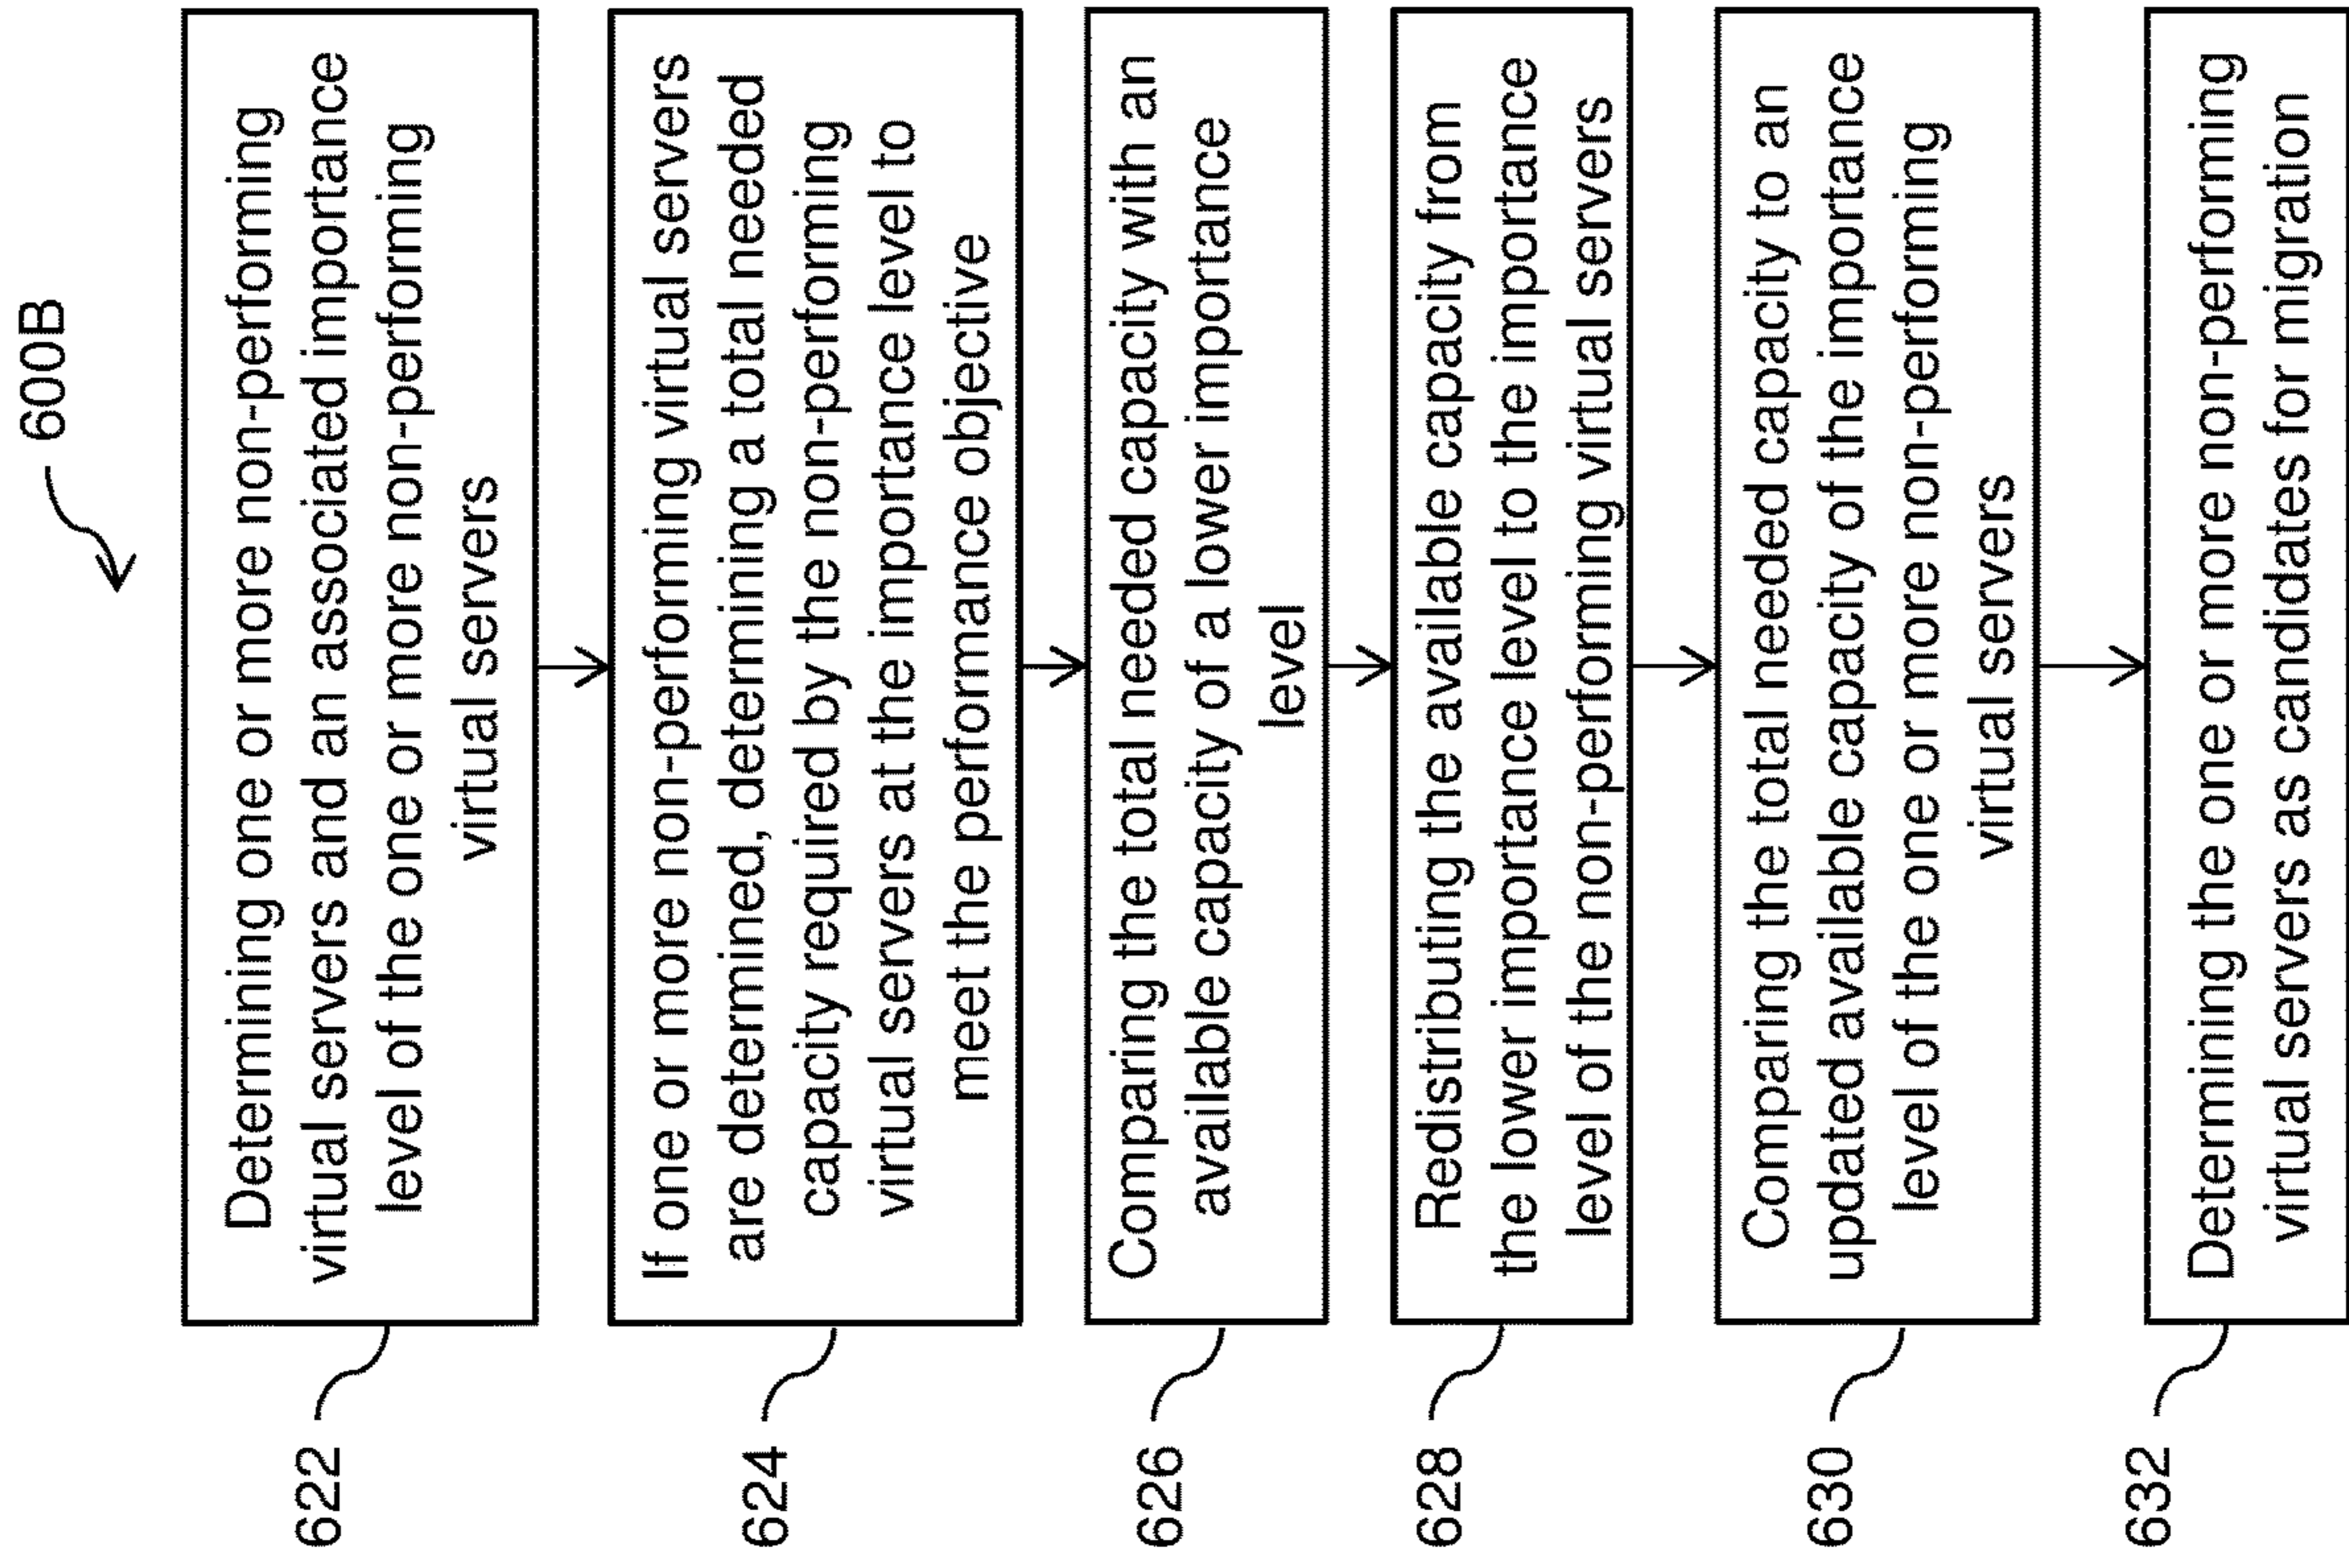 600B
622
Determining one or more non-performing
virtual servers and an associated importance
level of the one or more non-performing
virtual servers
624
If one or more non-performing virtual servers
are determined, determining a total needed
capacity required by the non-performing
virtual servers at the importance level to
meet the performance objective
626
Comparing the total needed capacity with an
available capacity of a lower importance
level
628
Redistributing the available capacity from
the lower importance level to the importance
level of the non-performing virtual servers
630
Comparing the total needed capacity to an
updated available capacity of the importance
level of the one or more non-performing
virtual servers
632
Determining the one or more non-performing
virtual servers as candidates for migration